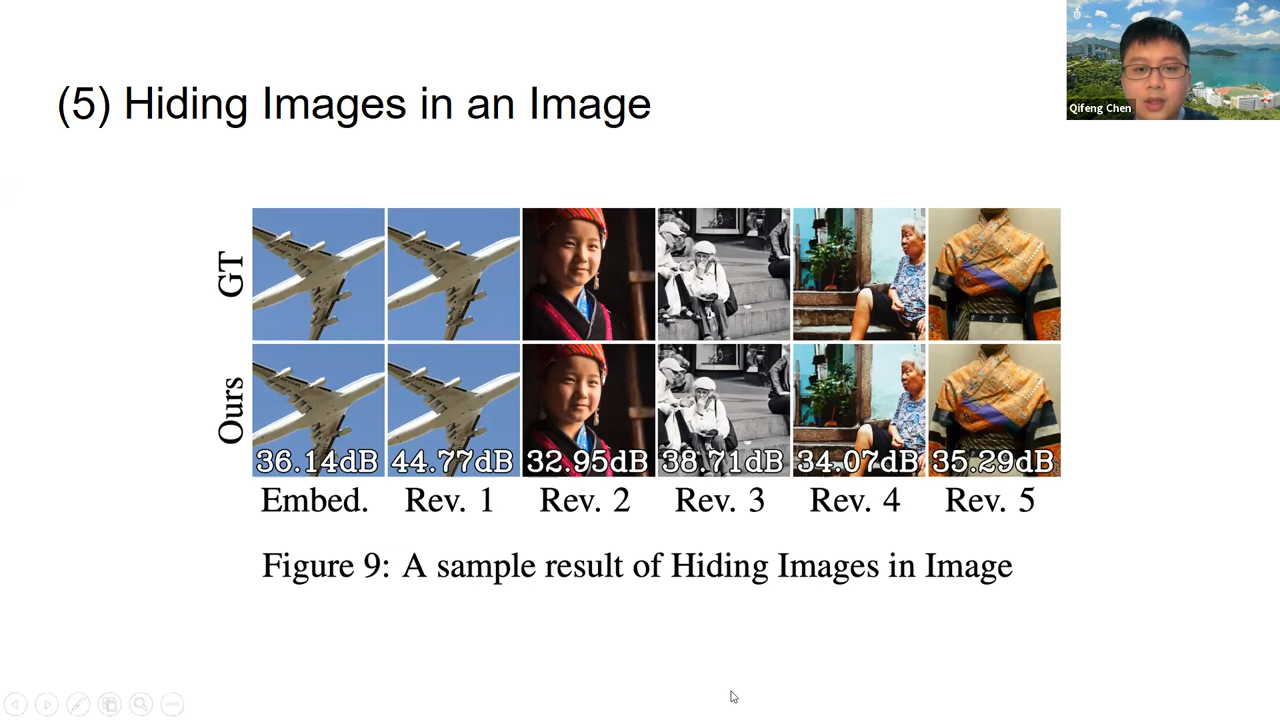 (5) Hiding Images in an Image
Qifeng Chen
GT
Ours
36.14dB 44.77dB 32.95dB 38.71dB 34.07dB 35.29dB
Embed. Rev. 1 Rev. 2 Rev. 3 Rev. 4 Rev. 5
Figure 9: A sample result of Hiding Images in Image